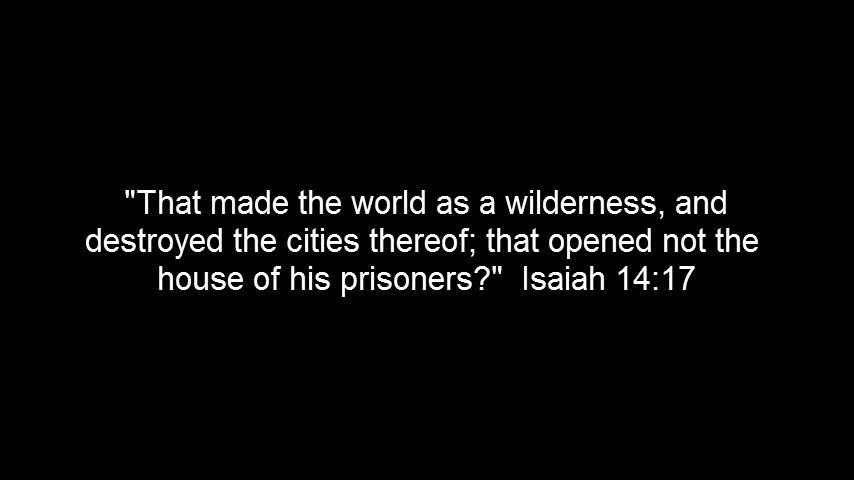 "That made the world as a wilderness, and
destroyed the cities thereof; that opened not the
house of his prisoners?"  Isaiah 14:17